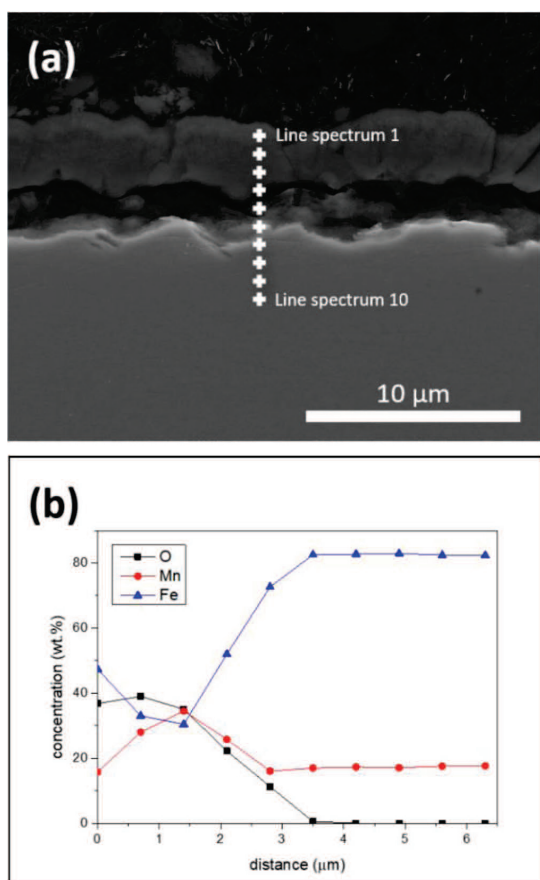 (a)
Line spectrum 1
Line spectrum 10
10 μm
(b)
O
Mn
Fe
80
60
40
20
0
concentration (wt.%)
0 1 2 3 4 5 6
distance (μm)